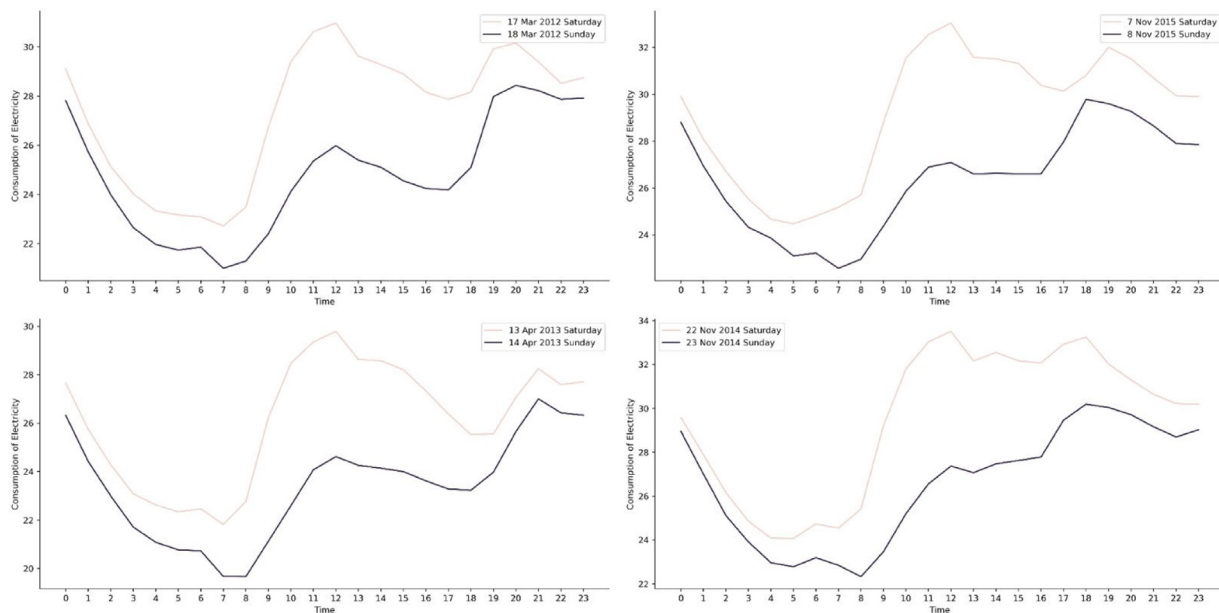 17 Mar 2012 Saturday
18 Mar 2012 Sunday
30
28
26
24
22
Consumption of Electricity
0 1 2 3 4 5 6 7 8 9 10 11 12 13 14 15 16 17 18 19 20 21 22 23
Time
7 Nov 2015 Saturday
8 Nov 2015 Sunday
32
30
28
26
24
Consumption of Electricity
0 1 2 3 4 5 6 7 8 9 10 11 12 13 14 15 16 17 18 19 20 21 22 23
Time
13 Apr 2013 Saturday
14 Apr 2013 Sunday
30
28
26
24
22
20
Consumption of Electricity
0 1 2 3 4 5 6 7 8 9 10 11 12 13 14 15 16 17 18 19 20 21 22 23
Time
22 Nov 2014 Saturday
23 Nov 2014 Sunday
34
32
30
28
26
24
22
Consumption of Electricity
0 1 2 3 4 5 6 7 8 9 10 11 12 13 14 15 16 17 18 19 20 21 22 23
Time